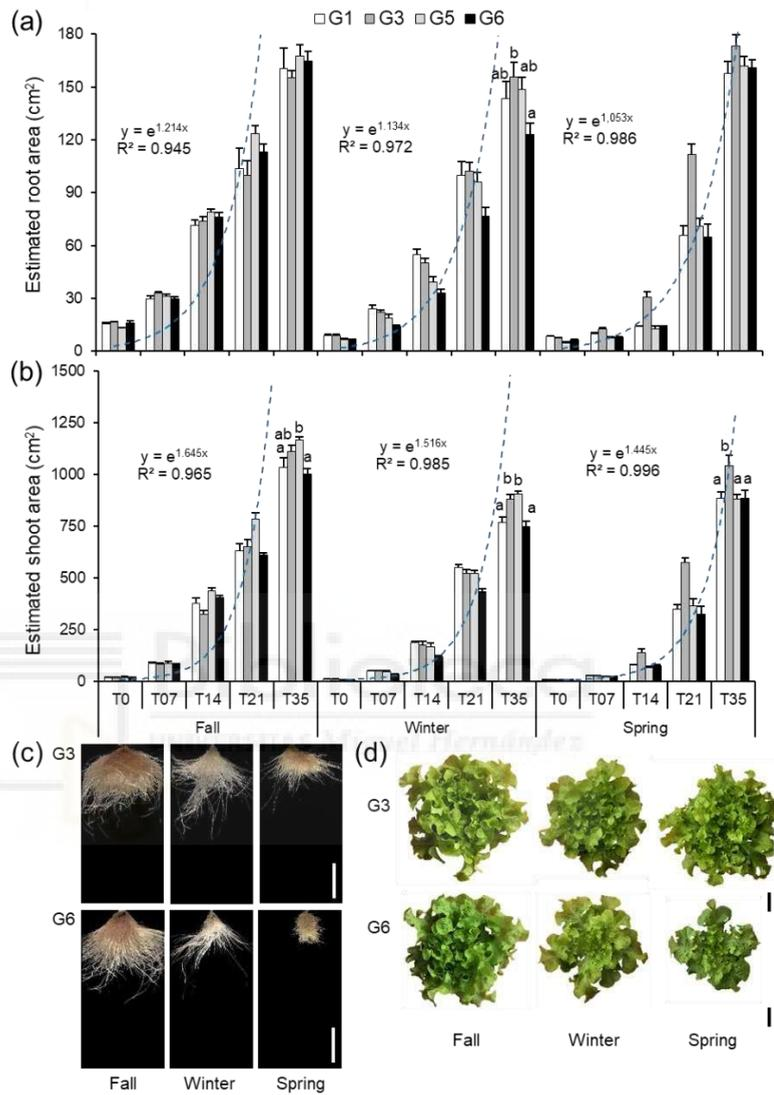 (a)
G1 G3 G5 G6
Estimated root area (cm²)
180
150
120
90
60
30
0
y = e^1.214x
R² = 0.945
y = e^1.134x
R² = 0.972
y = e^1,053x
R² = 0.986
ab b ab a
(b)
Estimated shoot area (cm²)
1500
1250
1000
750
500
250
0
y = e^1.645x
R² = 0.965
y = e^1.516x
R² = 0.985
y = e^1.445x
R² = 0.996
a ab b a
a b b a
a b a a
T0 T07 T14 T21 T35 T0 T07 T14 T21 T35 T0 T07 T14 T21 T35
Fall Winter Spring
Biblioteca
UNIVERSITAS Miguel Hernández
(c)
G3
G6
Fall Winter Spring
(d)
G3
G6
Fall Winter Spring